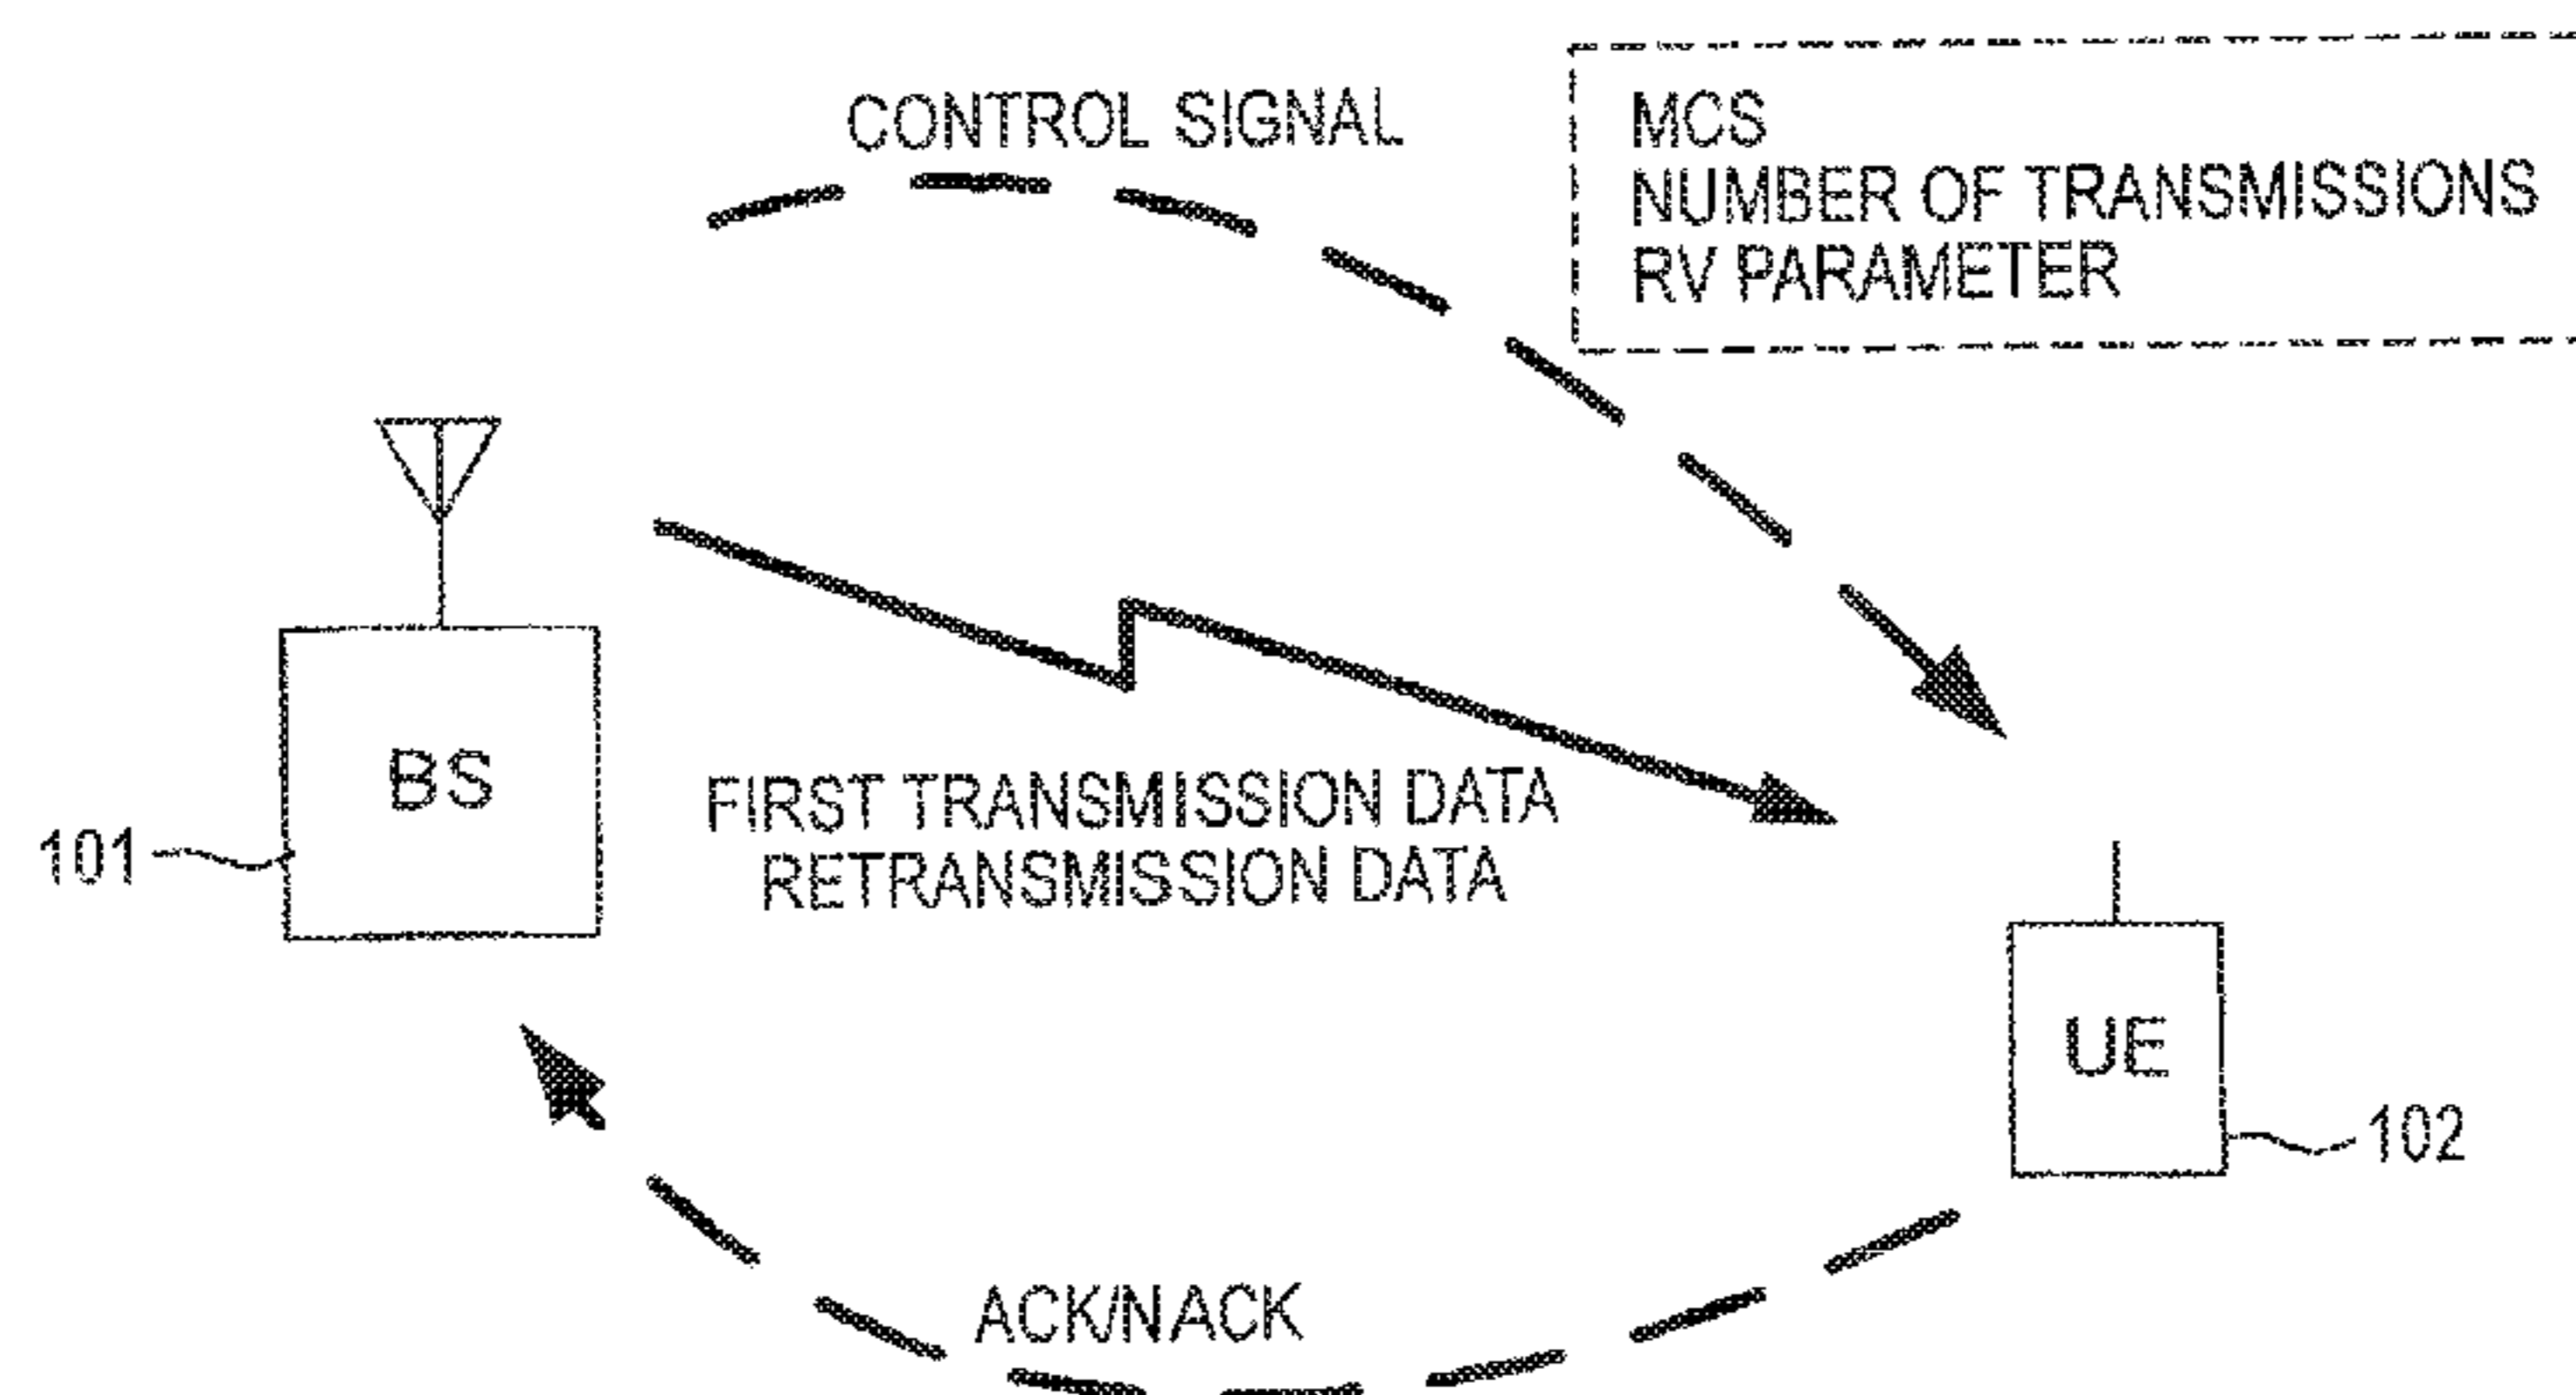 CONTROL SIGNAL
MCS
NUMBER OF TRANSMISSIONS
RV PARAMETER
BS
101
FIRST TRANSMISSION DATA
RETRANSMISSION DATA
UE
102
ACK/NACK